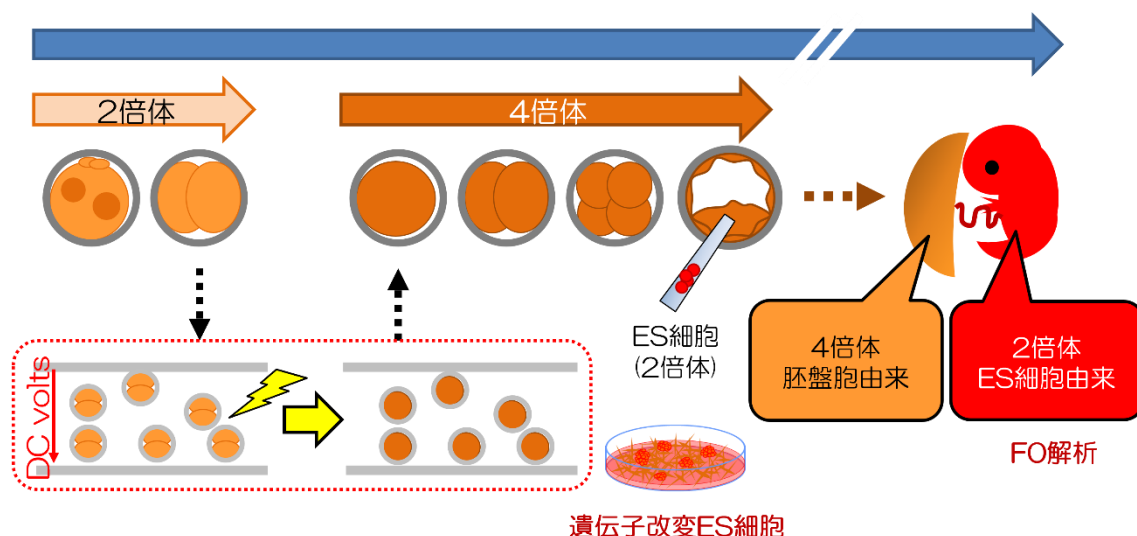 2倍体
4倍体
ES細胞
(2倍体)
4倍体
胚盤胞由来
2倍体
ES細胞由来
DC volts
FO解析
遺伝子改変ES細胞